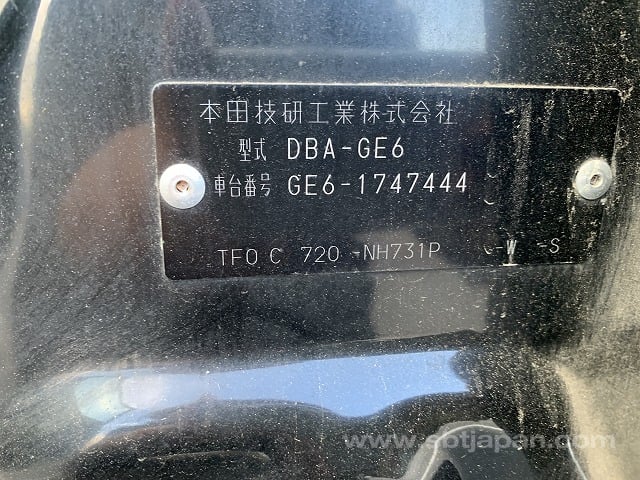 本田技研工業株式会社
型式 DBA-GE6
車台番号 GE6-1747444
TF0 C 720 -NH731P -W -S
www.sbtjapan.com